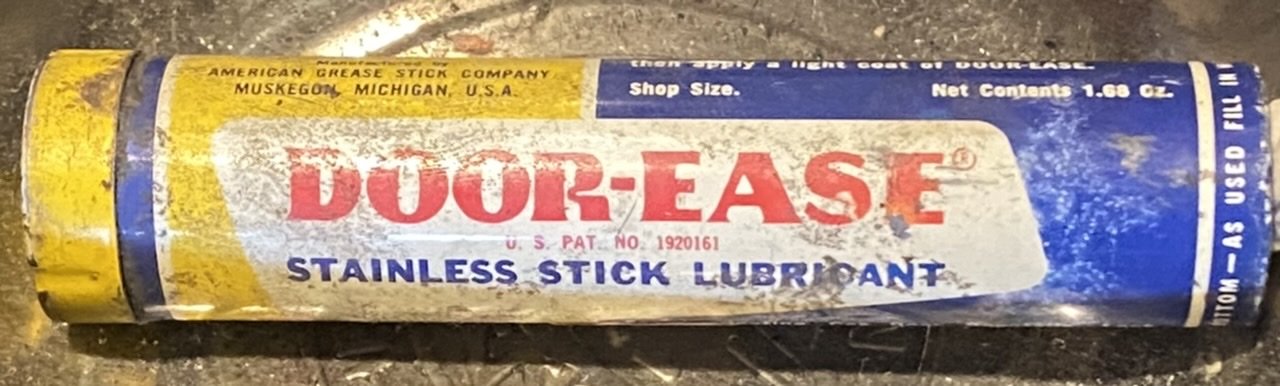 Manufactured by
AMERICAN GREASE STICK COMPANY
MUSKEGON, MICHIGAN, U.S.A.
then apply a light coat of DOOR-EASE.
Shop Size.
Net Contents 1.68 Oz.
DOOR-EASE®
U. S. PAT. NO. 1920161
STAINLESS STICK LUBRICANT
—AS USED FILL IN